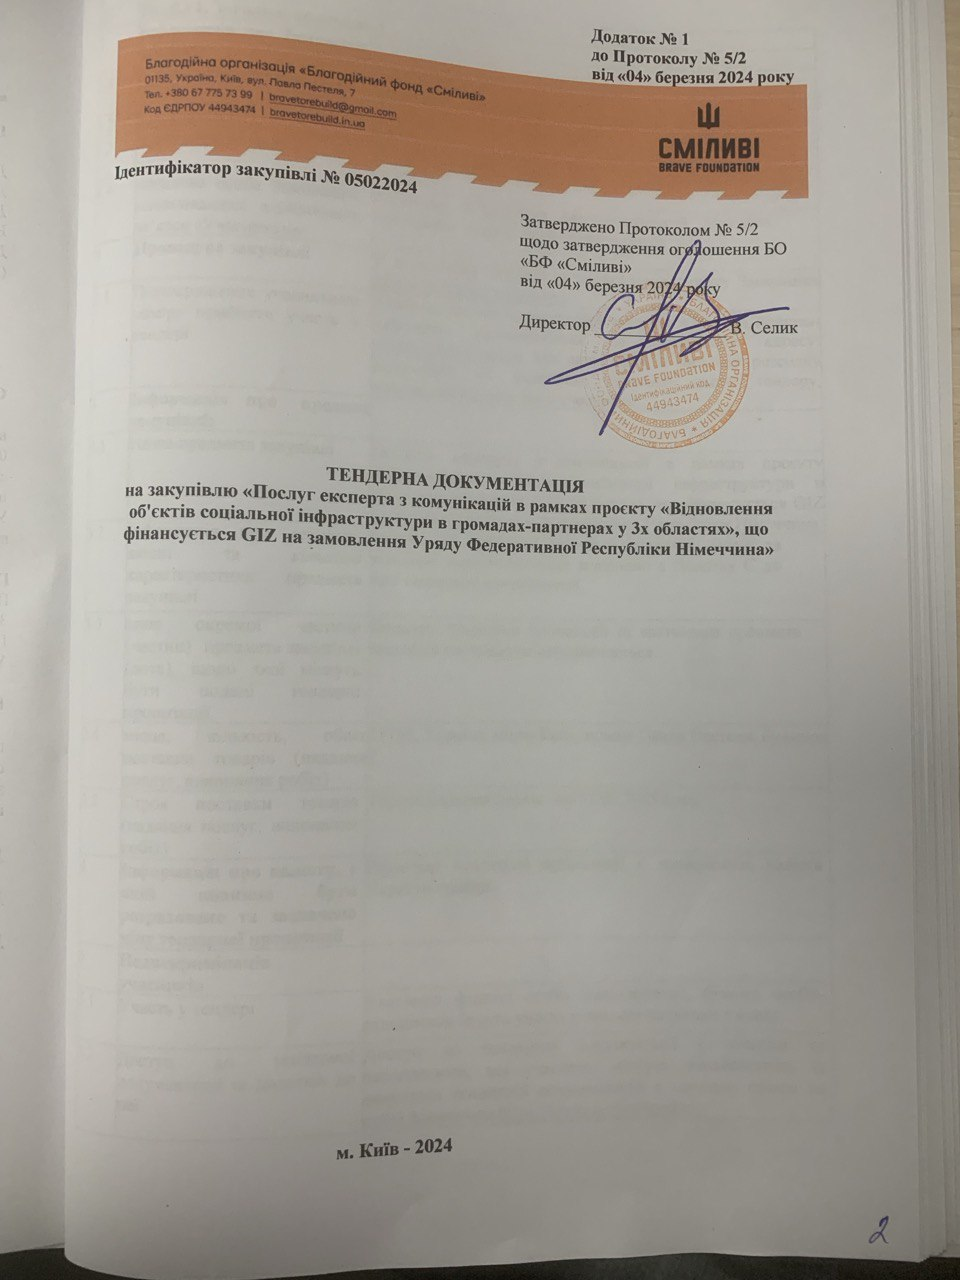 Додаток № 1
до Протоколу № 5/2
від «04» березня 2024 року
Благодійна організація «Благодійний фонд «Сміливі»
01135, Україна, Київ, вул. Павла Пестеля, 7
Тел. +380 67 775 73 99 | bravetorebuild@gmail.com
Код ЄДРПОУ 44943474 | bravetorebuild.in.ua
СМІЛИВІ
BRAVE FOUNDATION
Ідентифікатор закупівлі № 05022024
Затверджено Протоколом № 5/2
щодо затвердження оголошення БО
«БФ «Сміливі»
від «04» березня 2024 року
Директор В. Селик
СМІЛИВІ
BRAVE FOUNDATION
Ідентифікаційний код
44943474
ТЕНДЕРНА ДОКУМЕНТАЦІЯ
на закупівлю «Послуг експерта з комунікацій в рамках проєкту «Відновлення
об'єктів соціальної інфраструктури в громадах-партнерах у 3х областях», що
фінансується GIZ на замовлення Уряду Федеративної Республіки Німеччина»
м. Київ - 2024
2